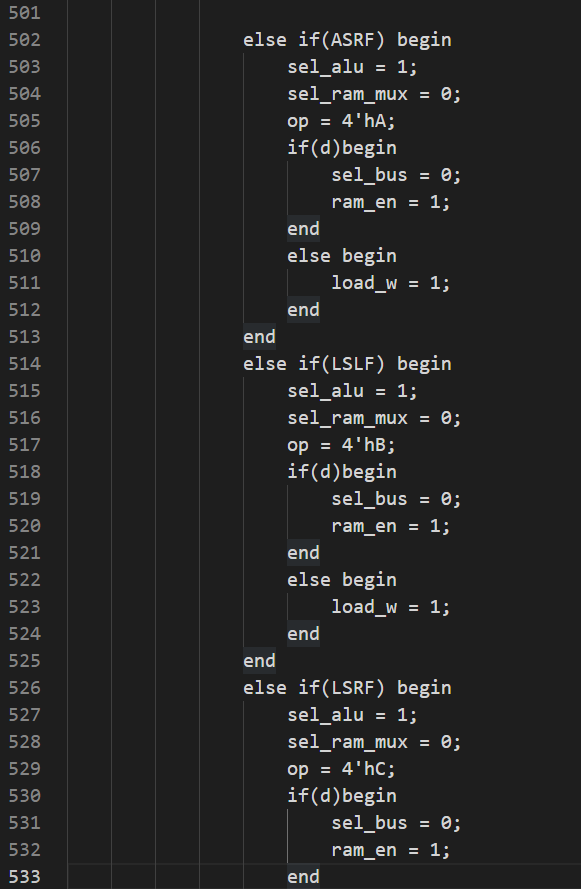 501
502 else if(ASRF) begin
503 sel_alu = 1;
504 sel_ram_mux = 0;
505 op = 4'hA;
506 if(d)begin
507 sel_bus = 0;
508 ram_en = 1;
509 end
510 else begin
511 load_w = 1;
512 end
513 end
514 else if(LSLF) begin
515 sel_alu = 1;
516 sel_ram_mux = 0;
517 op = 4'hB;
518 if(d)begin
519 sel_bus = 0;
520 ram_en = 1;
521 end
522 else begin
523 load_w = 1;
524 end
525 end
526 else if(LSRF) begin
527 sel_alu = 1;
528 sel_ram_mux = 0;
529 op = 4'hC;
530 if(d)begin
531 sel_bus = 0;
532 ram_en = 1;
533 end